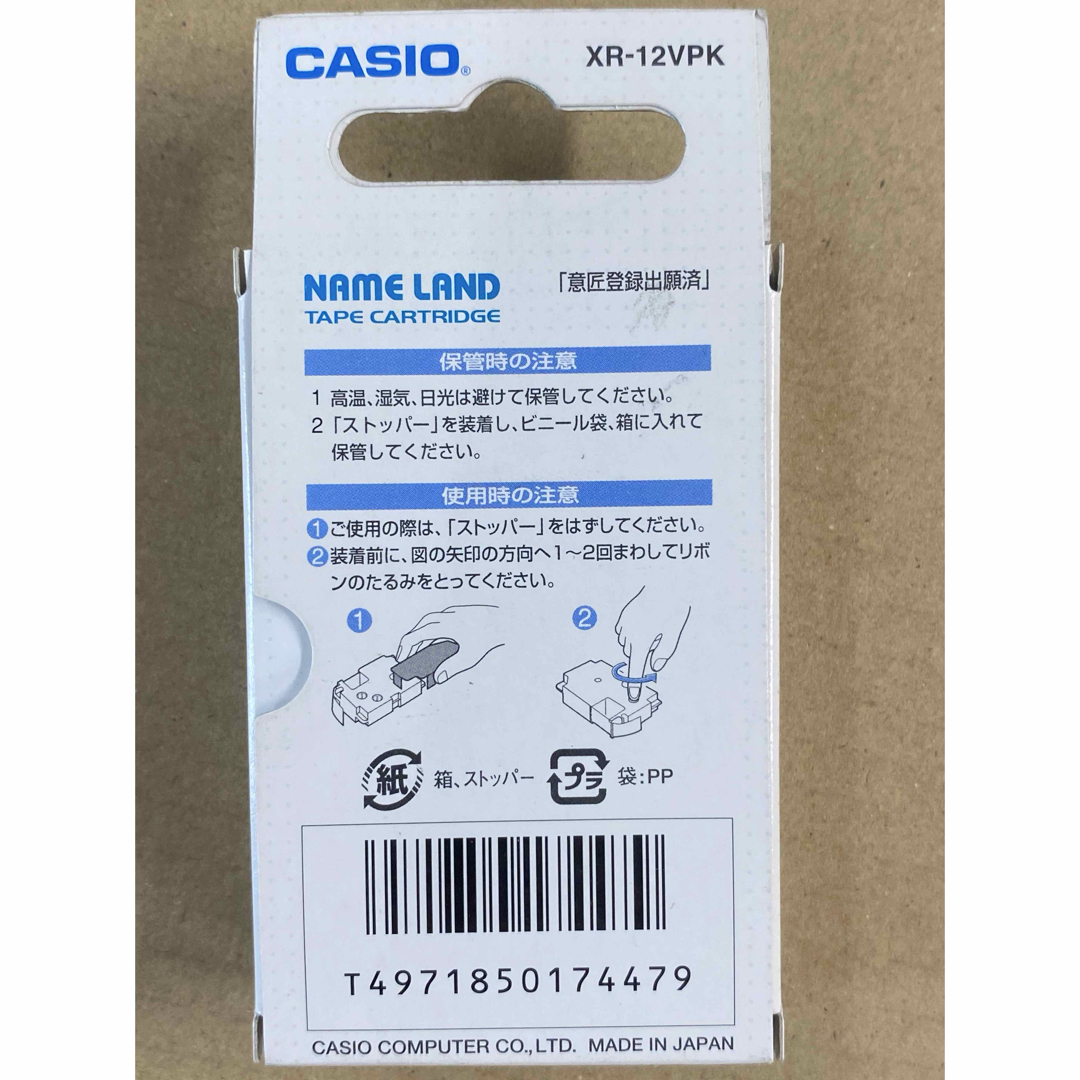 CASIO®
XR-12VPK
NAME LAND
TAPE CARTRIDGE
「意匠登録出願済」
保管時の注意
1 高温、湿気、日光は避けて保管してください。
2 「ストッパー」を装着し、ビニール袋、箱に入れて
保管してください。
使用時の注意
1 ご使用の際は、「ストッパー」をはずしてください。
2 装着前に、図の矢印の方向へ1～2回まわしてリボ
ンのたるみをとってください。
1
2
紙 箱、ストッパー
プラ 袋:PP
T4971850174479
CASIO COMPUTER CO.,LTD. MADE IN JAPAN